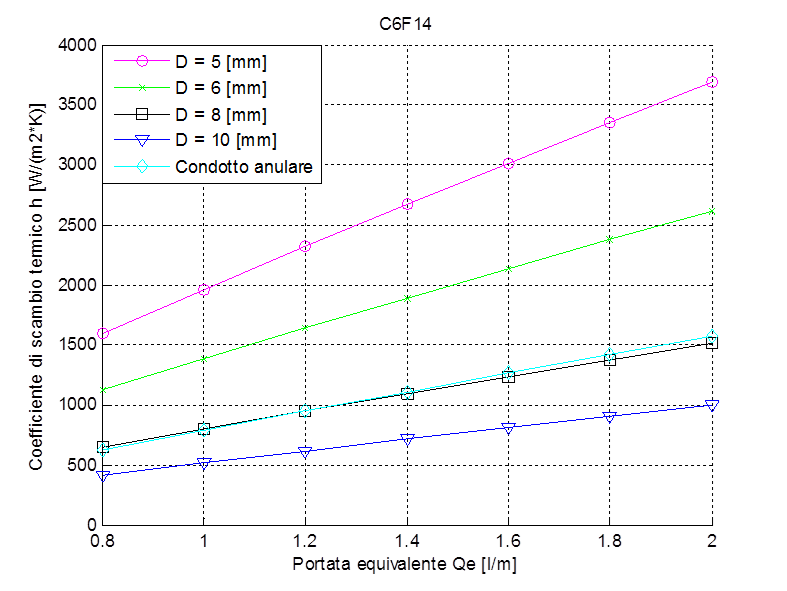 C6F14
4000
3500
3000
2500
2000
1500
1000
500
0
Coefficiente di scambio termico h [W/(m2*K)]
D = 5 [mm]
D = 6 [mm]
D = 8 [mm]
D = 10 [mm]
Condotto anulare
0.8 1 1.2 1.4 1.6 1.8 2
Portata equivalente Qe [l/m]